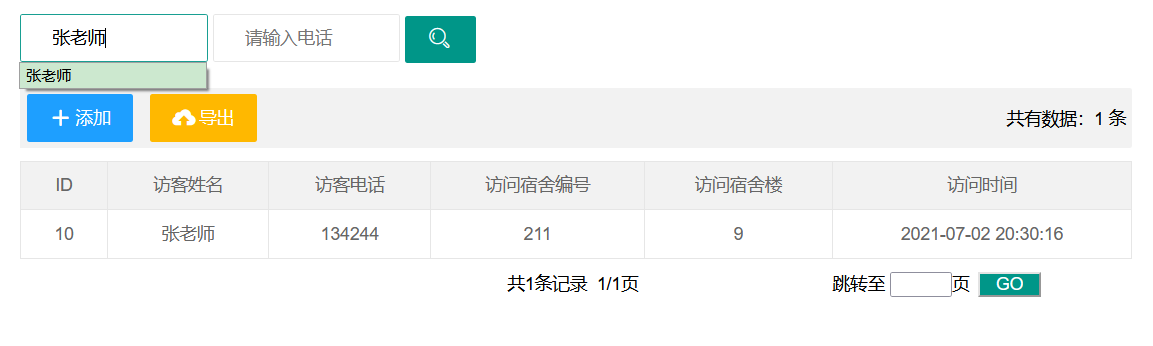 张老师 请输入电话
张老师
添加 导出 共有数据：1 条
ID 访客姓名 访客电话 访问宿舍编号 访问宿舍楼 访问时间
10 张老师 134244 211 9 2021-07-02 20:30:16
共1条记录 1/1页 跳转至 页 GO